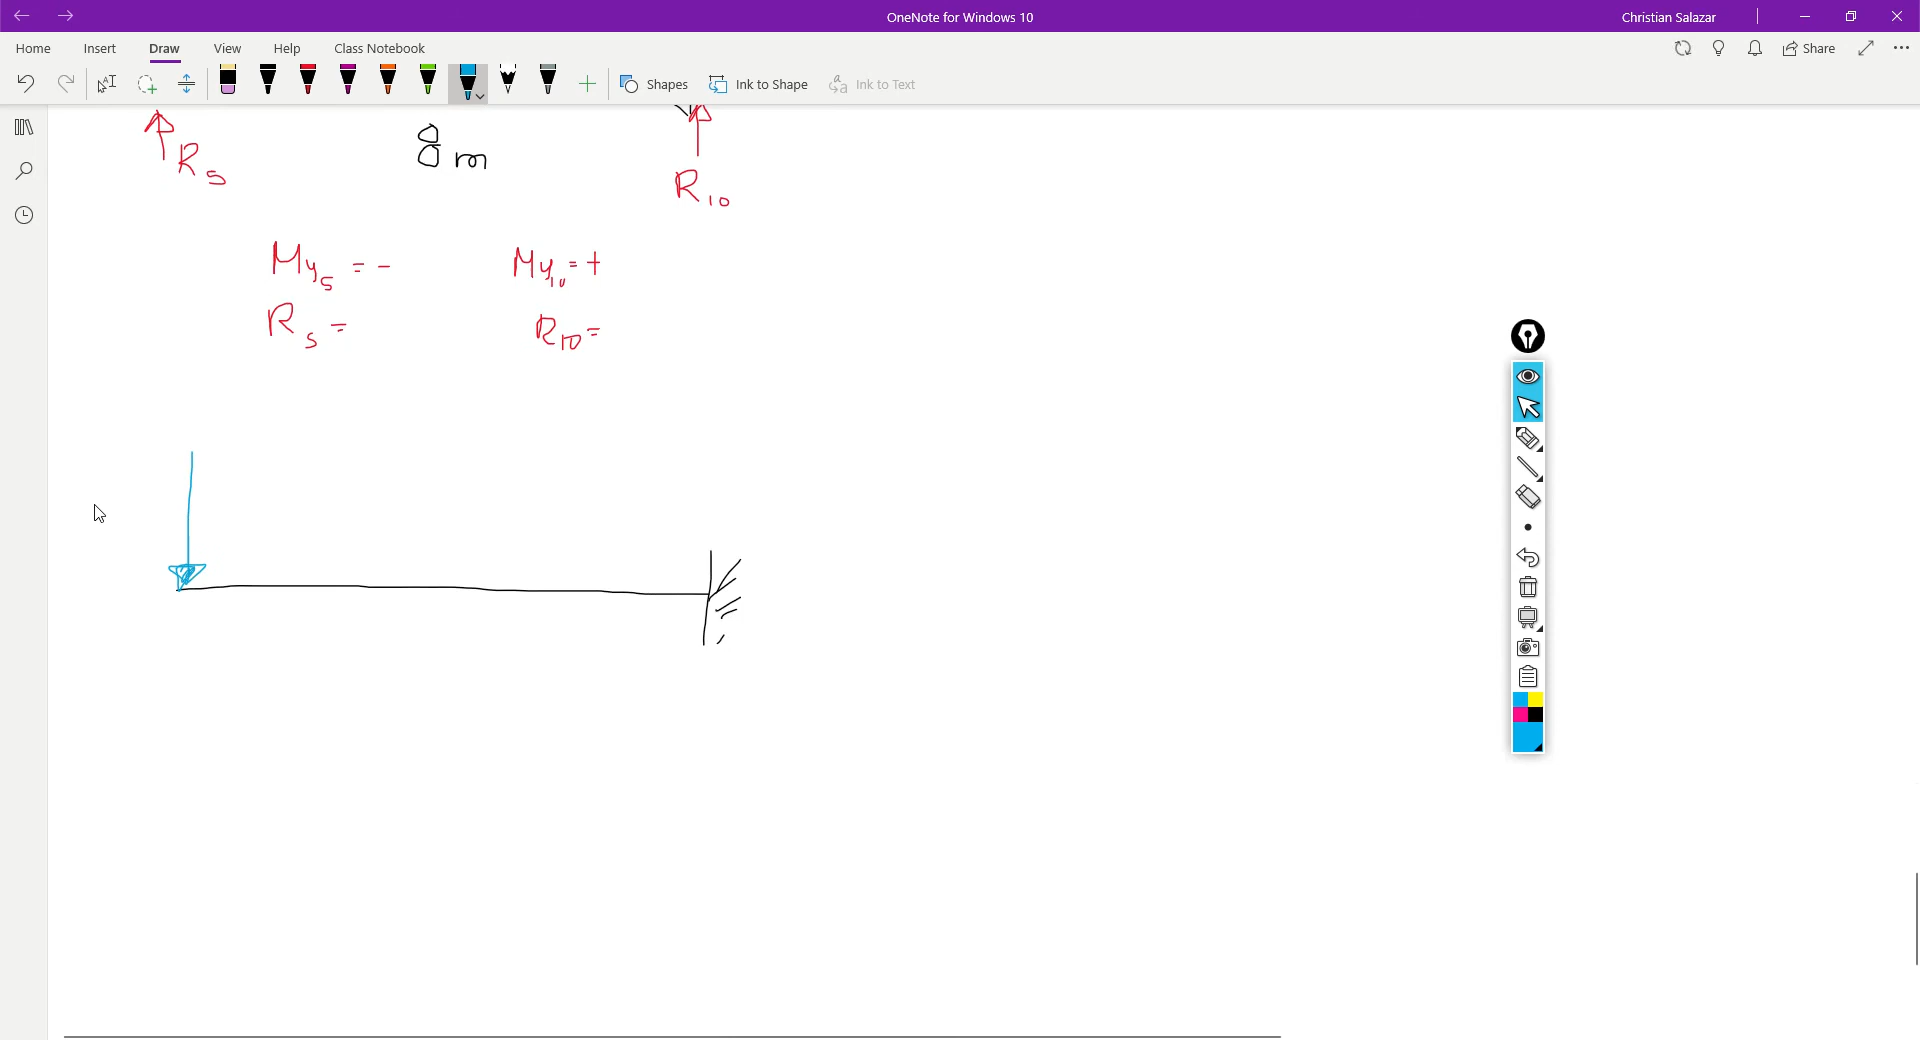 OneNote for Windows 10
Christian Salazar
Home Insert Draw View Help Class Notebook
Share
Shapes Ink to Shape Ink to Text
R5
8 m
R10
My5 = - My10 = +
R5 = R10 =